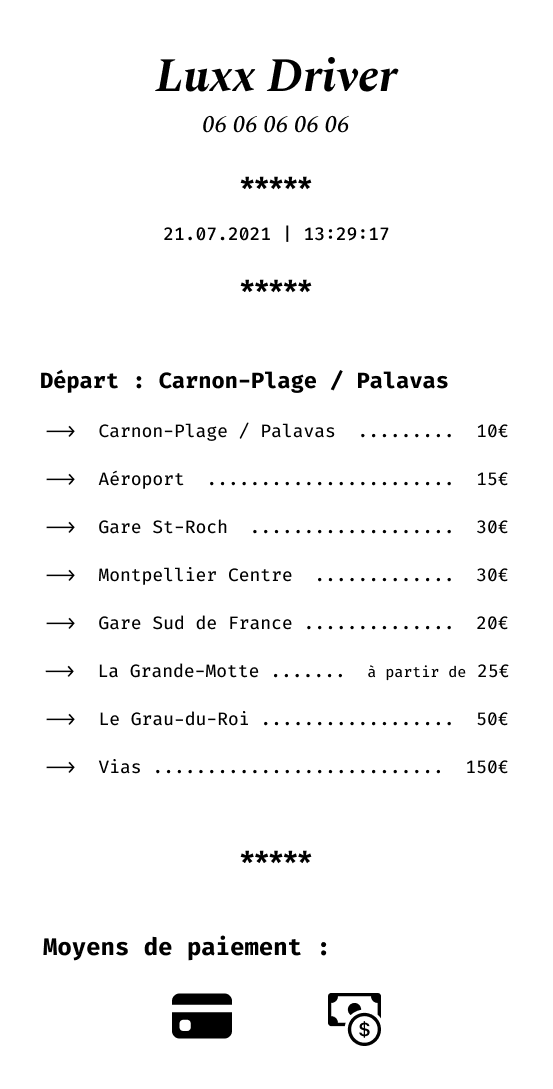 Luxx Driver
06 06 06 06 06
*****
21.07.2021 | 13:29:17
*****
Départ : Carnon-Plage / Palavas
⟶ Carnon-Plage / Palavas ......... 10€
⟶ Aéroport ....................... 15€
⟶ Gare St-Roch ................... 30€
⟶ Montpellier Centre ............. 30€
⟶ Gare Sud de France .............. 20€
⟶ La Grande-Motte ....... à partir de 25€
⟶ Le Grau-du-Roi .................. 50€
⟶ Vias ........................... 150€
*****
Moyens de paiement :
$